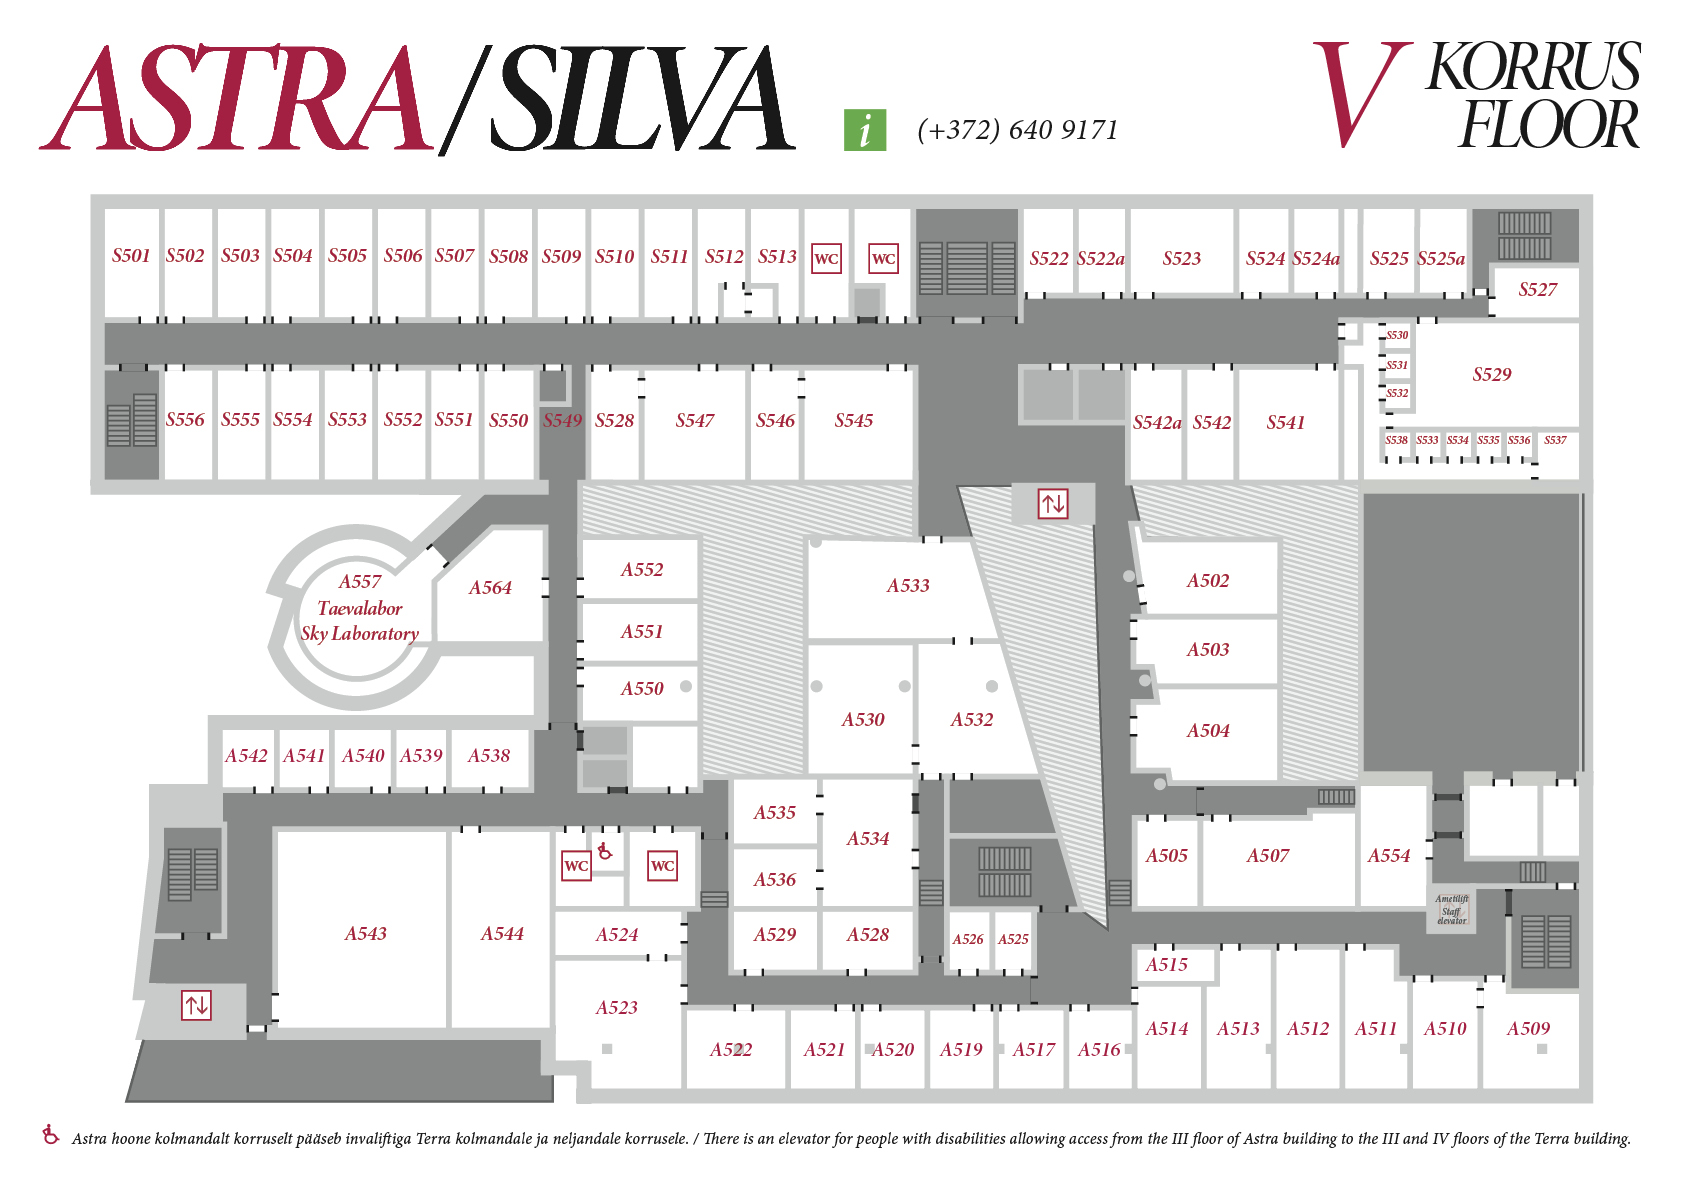 ASTRA/SILVA
i (+372) 640 9171
V KORRUS
FLOOR
S501 S502 S503 S504 S505 S506 S507 S508 S509 S510 S511 S512 S513 WC WC S522 S522a S523 S524 S524a S525 S525a
S527
S530
S531
S529
S532
S556 S555 S554 S553 S552 S551 S550 S549 S528 S547 S546 S545 S542a S542 S541
S538 S533 S534 S535 S536 S537
A557
Taevalabor
Sky Laboratory
A564
A552
A533
A502
A551
A503
A550
A530 A532
A504
A542 A541 A540 A539 A538
A535
A534
A536
WC WC
A505 A507 A554
Ametilift
Staff
elevator
A543 A544 A524 A529 A528 A526 A525
A515
A523
A514 A513 A512 A511 A510 A509
A522 A521 A520 A519 A517 A516
Astra hoone kolmandalt korruselt pääseb invaliftiga Terra kolmandale ja neljandale korrusele. / There is an elevator for people with disabilities allowing access from the III floor of Astra building to the III and IV floors of the Terra building.